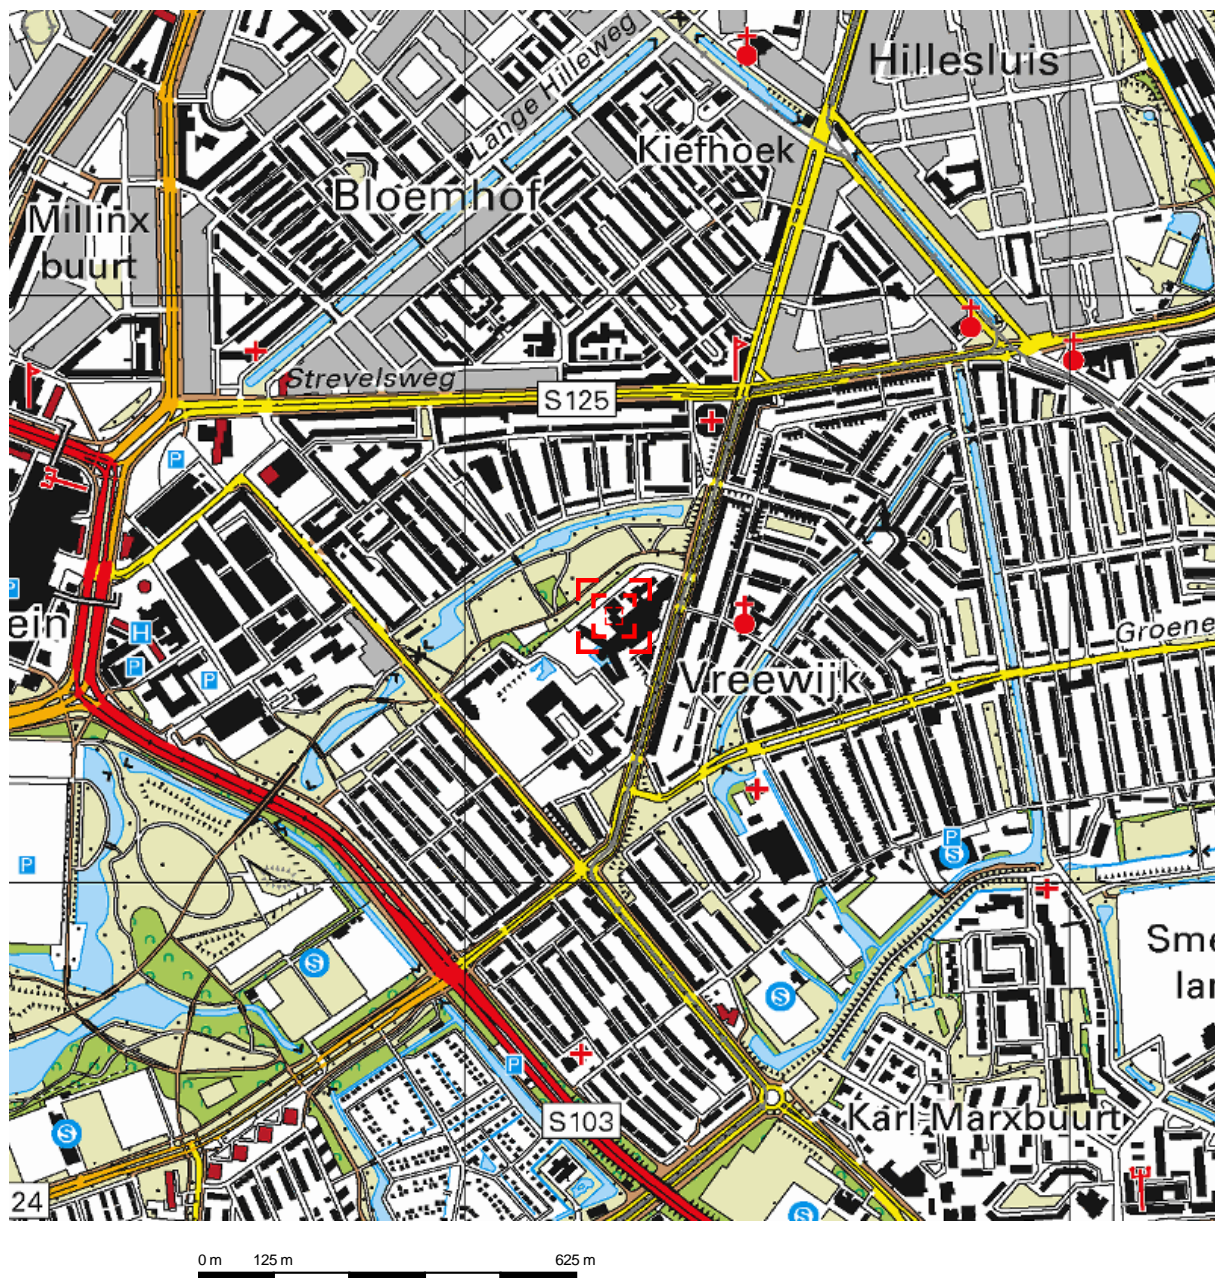 Hillesluis
Lange Hilleweg
Kiefhoek
Bloemhof
Millinx
buurt
Strevelsweg
S125
P
P
ein
H
P
P
Groene
Vreewijk
P
P
S
Sme
lar
S
S
P
S103
Karl Marxbuurt
S
24
S
0 m 125 m 625 m